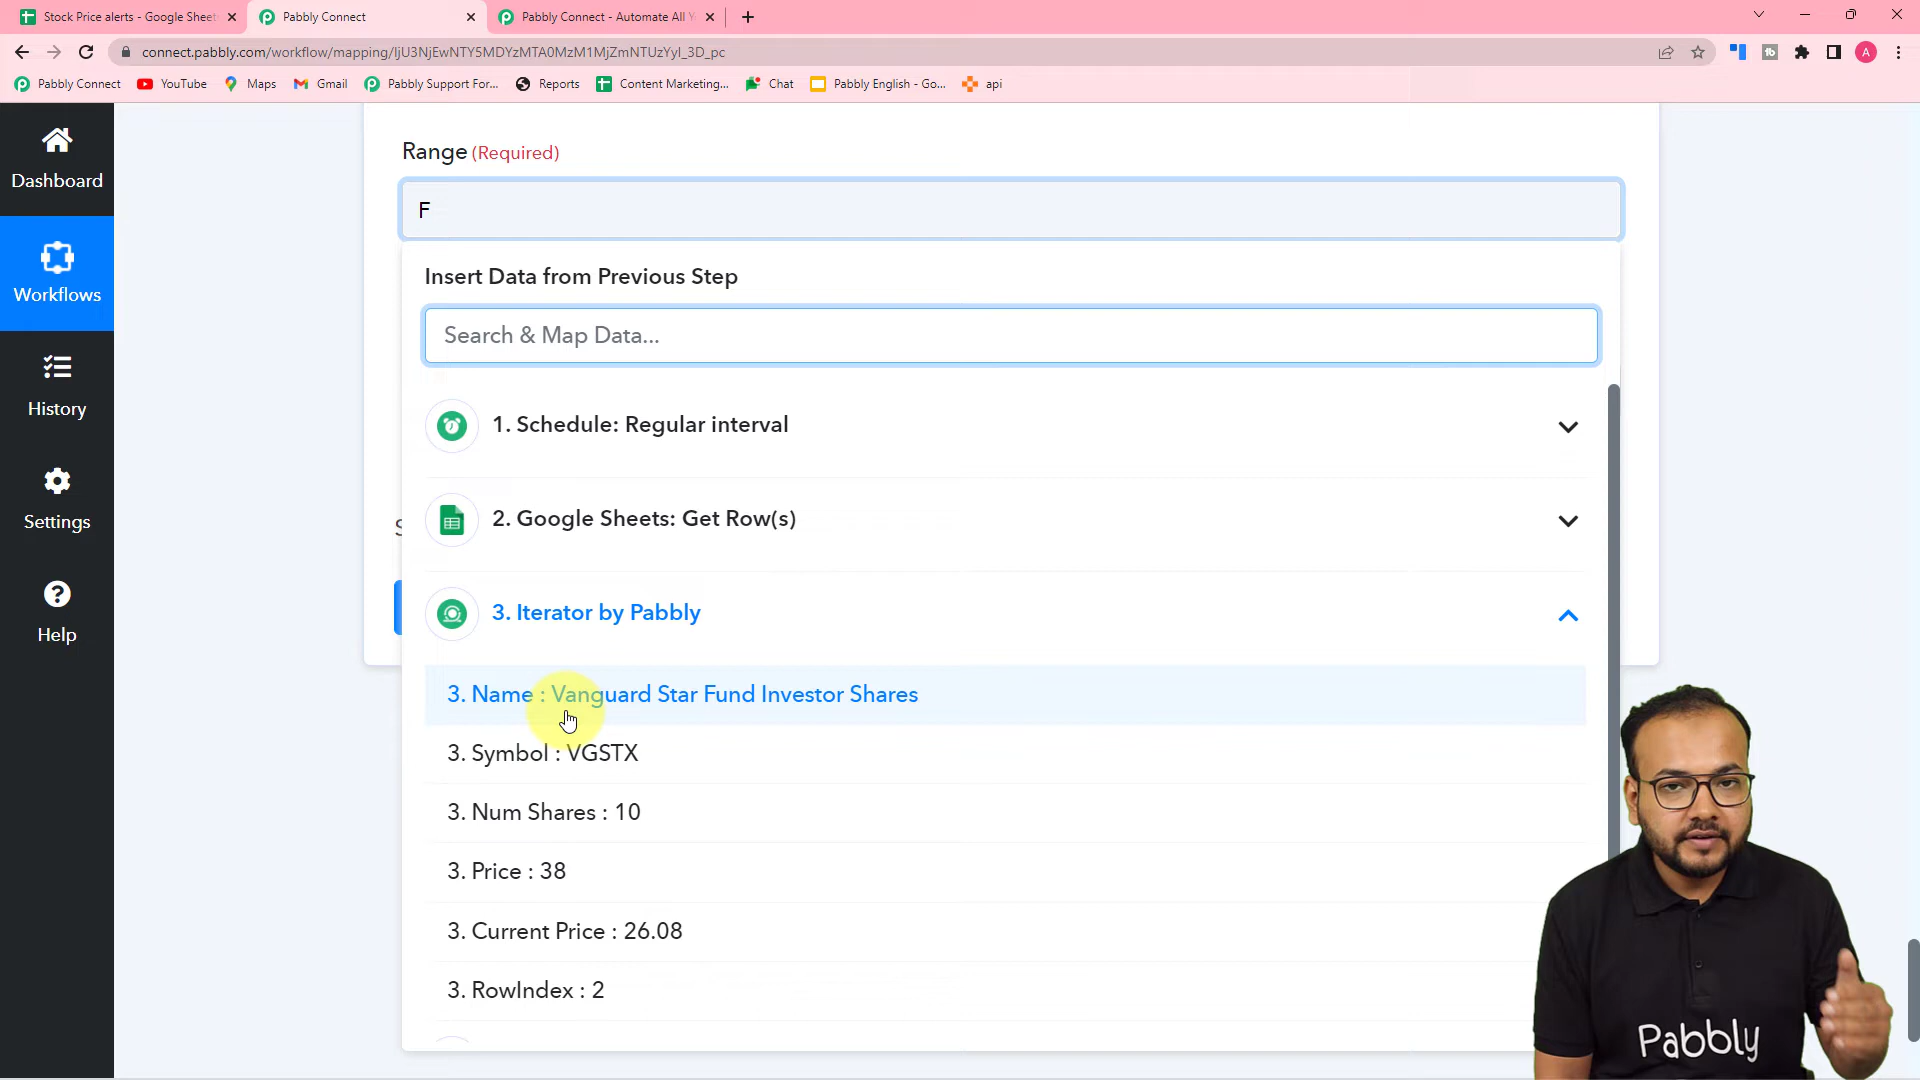 Stock Price alerts - Google Sheet
Pabbly Connect
Pabbly Connect - Automate All Y
connect.pabbly.com/workflow/mapping/IjU3NjEwNTY5MDYzMTA0MzM1MjZmNTUzYyI_3D_pc
A
Pabbly Connect
YouTube
Maps
Gmail
Pabbly Support For...
Reports
Content Marketing...
Chat
Pabbly English - Go...
api
Dashboard
Workflows
History
Settings
Help
Range (Required)
F
Insert Data from Previous Step
Search & Map Data...
1. Schedule: Regular interval
2. Google Sheets: Get Row(s)
3. Iterator by Pabbly
3. Name : Vanguard Star Fund Investor Shares
3. Symbol : VGSTX
3. Num Shares : 10
3. Price : 38
3. Current Price : 26.08
3. RowIndex : 2
Pabbly